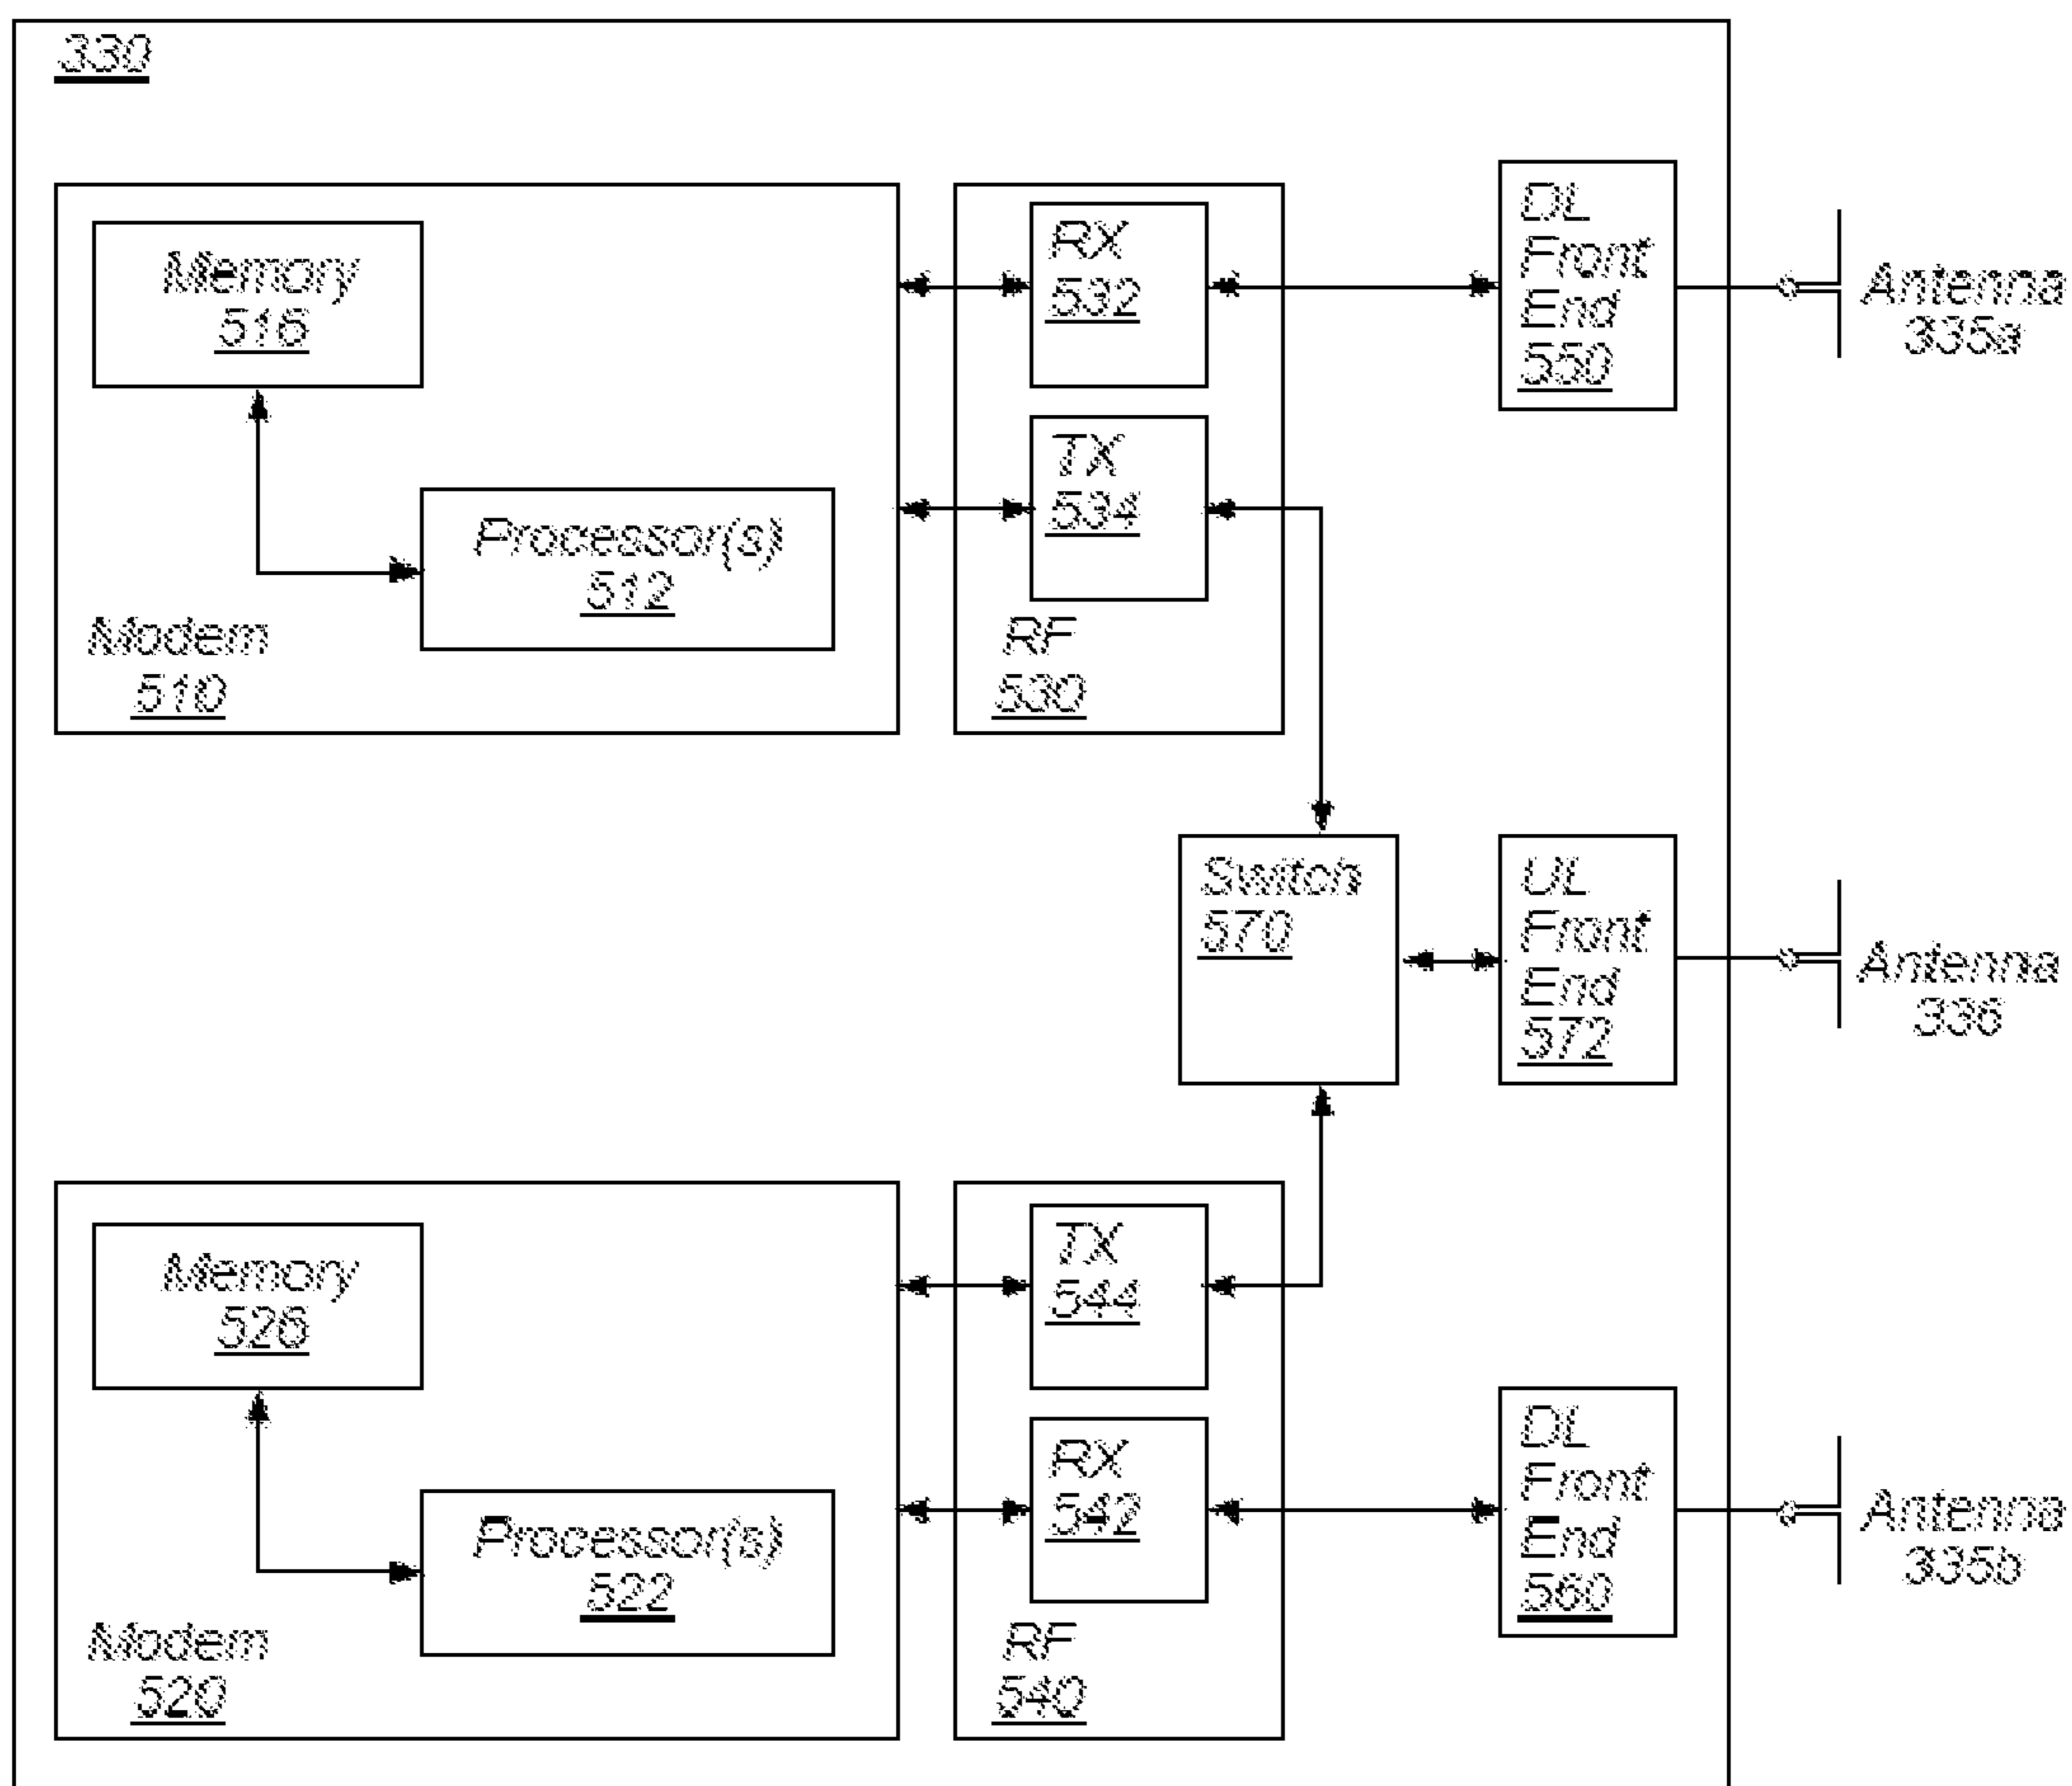 330
Memory
516
Processor(s)
512
Modem
510
RX
532
TX
534
RF
530
DL
Front
End
550
Antenna
335a
Switch
570
UL
Front
End
572
Antenna
336
Memory
526
Processor(s)
522
Modem
520
TX
544
RX
542
RF
540
DL
Front
End
560
Antenna
335b